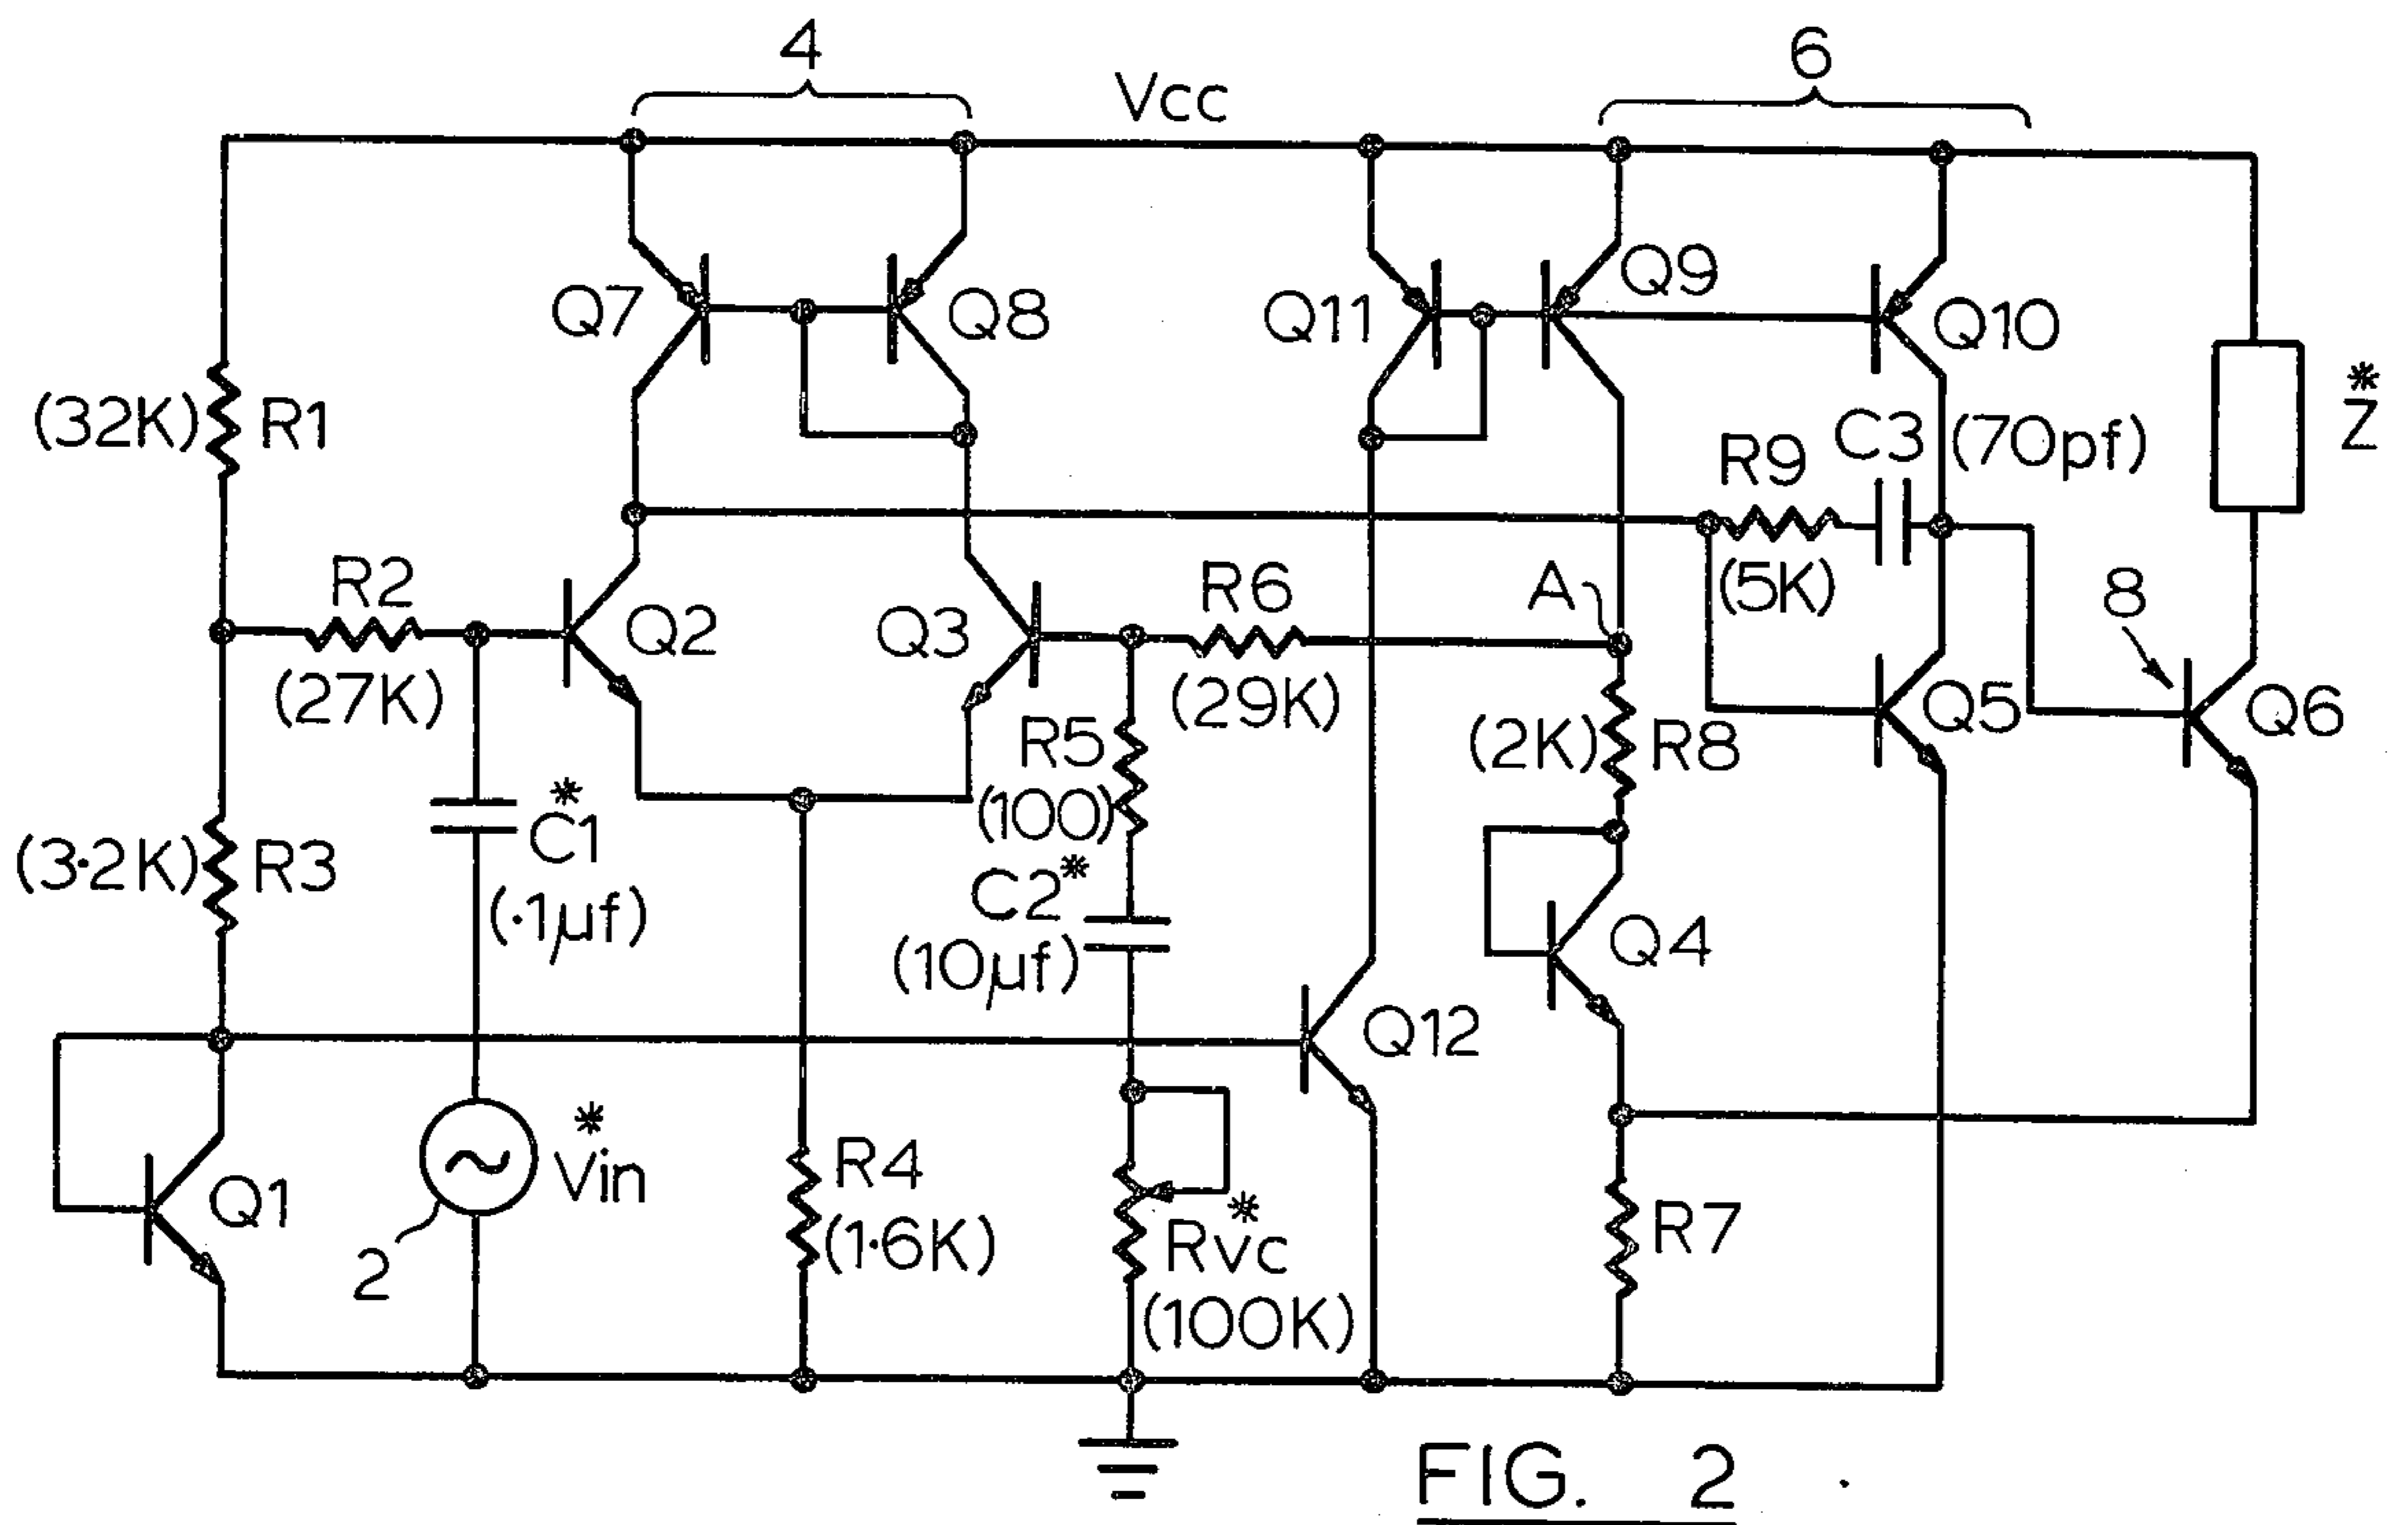 4
Vcc
6
Q7
Q8
Q11
Q9
Q10
(32K)
R1
*
Z
R9
C3
(70pf)
R2
(27K)
Q2
Q3
R6
(29K)
A
(5K)
8
Q5
Q6
R5
(100)
(2K)
R8
(3·2K)
R3
*
C1
(·1µf)
C2*
(10µf)
Q4
Q12
Q1
*
Vin
2
R4
(1·6K)
*
Rvc
(100K)
R7
FIG. 2